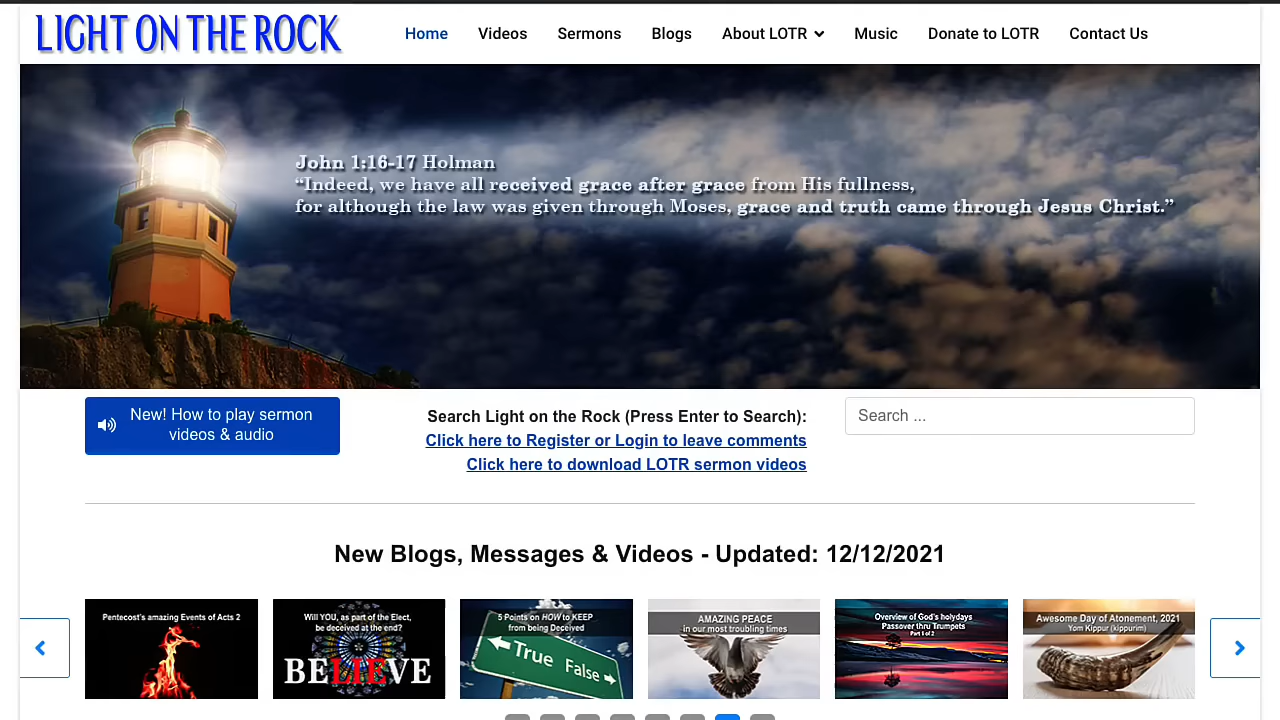 LIGHT ON THE ROCK
Home Videos Sermons Blogs About LOTR Music Donate to LOTR Contact Us
John 1:16-17 Holman
“Indeed, we have all received grace after grace from His fullness,
for although the law was given through Moses, grace and truth came through Jesus Christ.”
New! How to play sermon
videos & audio
Search Light on the Rock (Press Enter to Search):
Click here to Register or Login to leave comments
Click here to download LOTR sermon videos
Search ...
New Blogs, Messages & Videos - Updated: 12/12/2021
Pentecost's amazing Events of Acts 2
Will YOU, as part of the Elect,
be deceived at the end?
BELIEVE
5 Points on HOW to KEEP
from being Deceived
True False
AMAZING PEACE
in our most troubling times
Overview of God's holydays
Passover thru Trumpets
Part 1 of 2
Awesome Day of Atonement, 2021
Yom Kippur (kippurim)